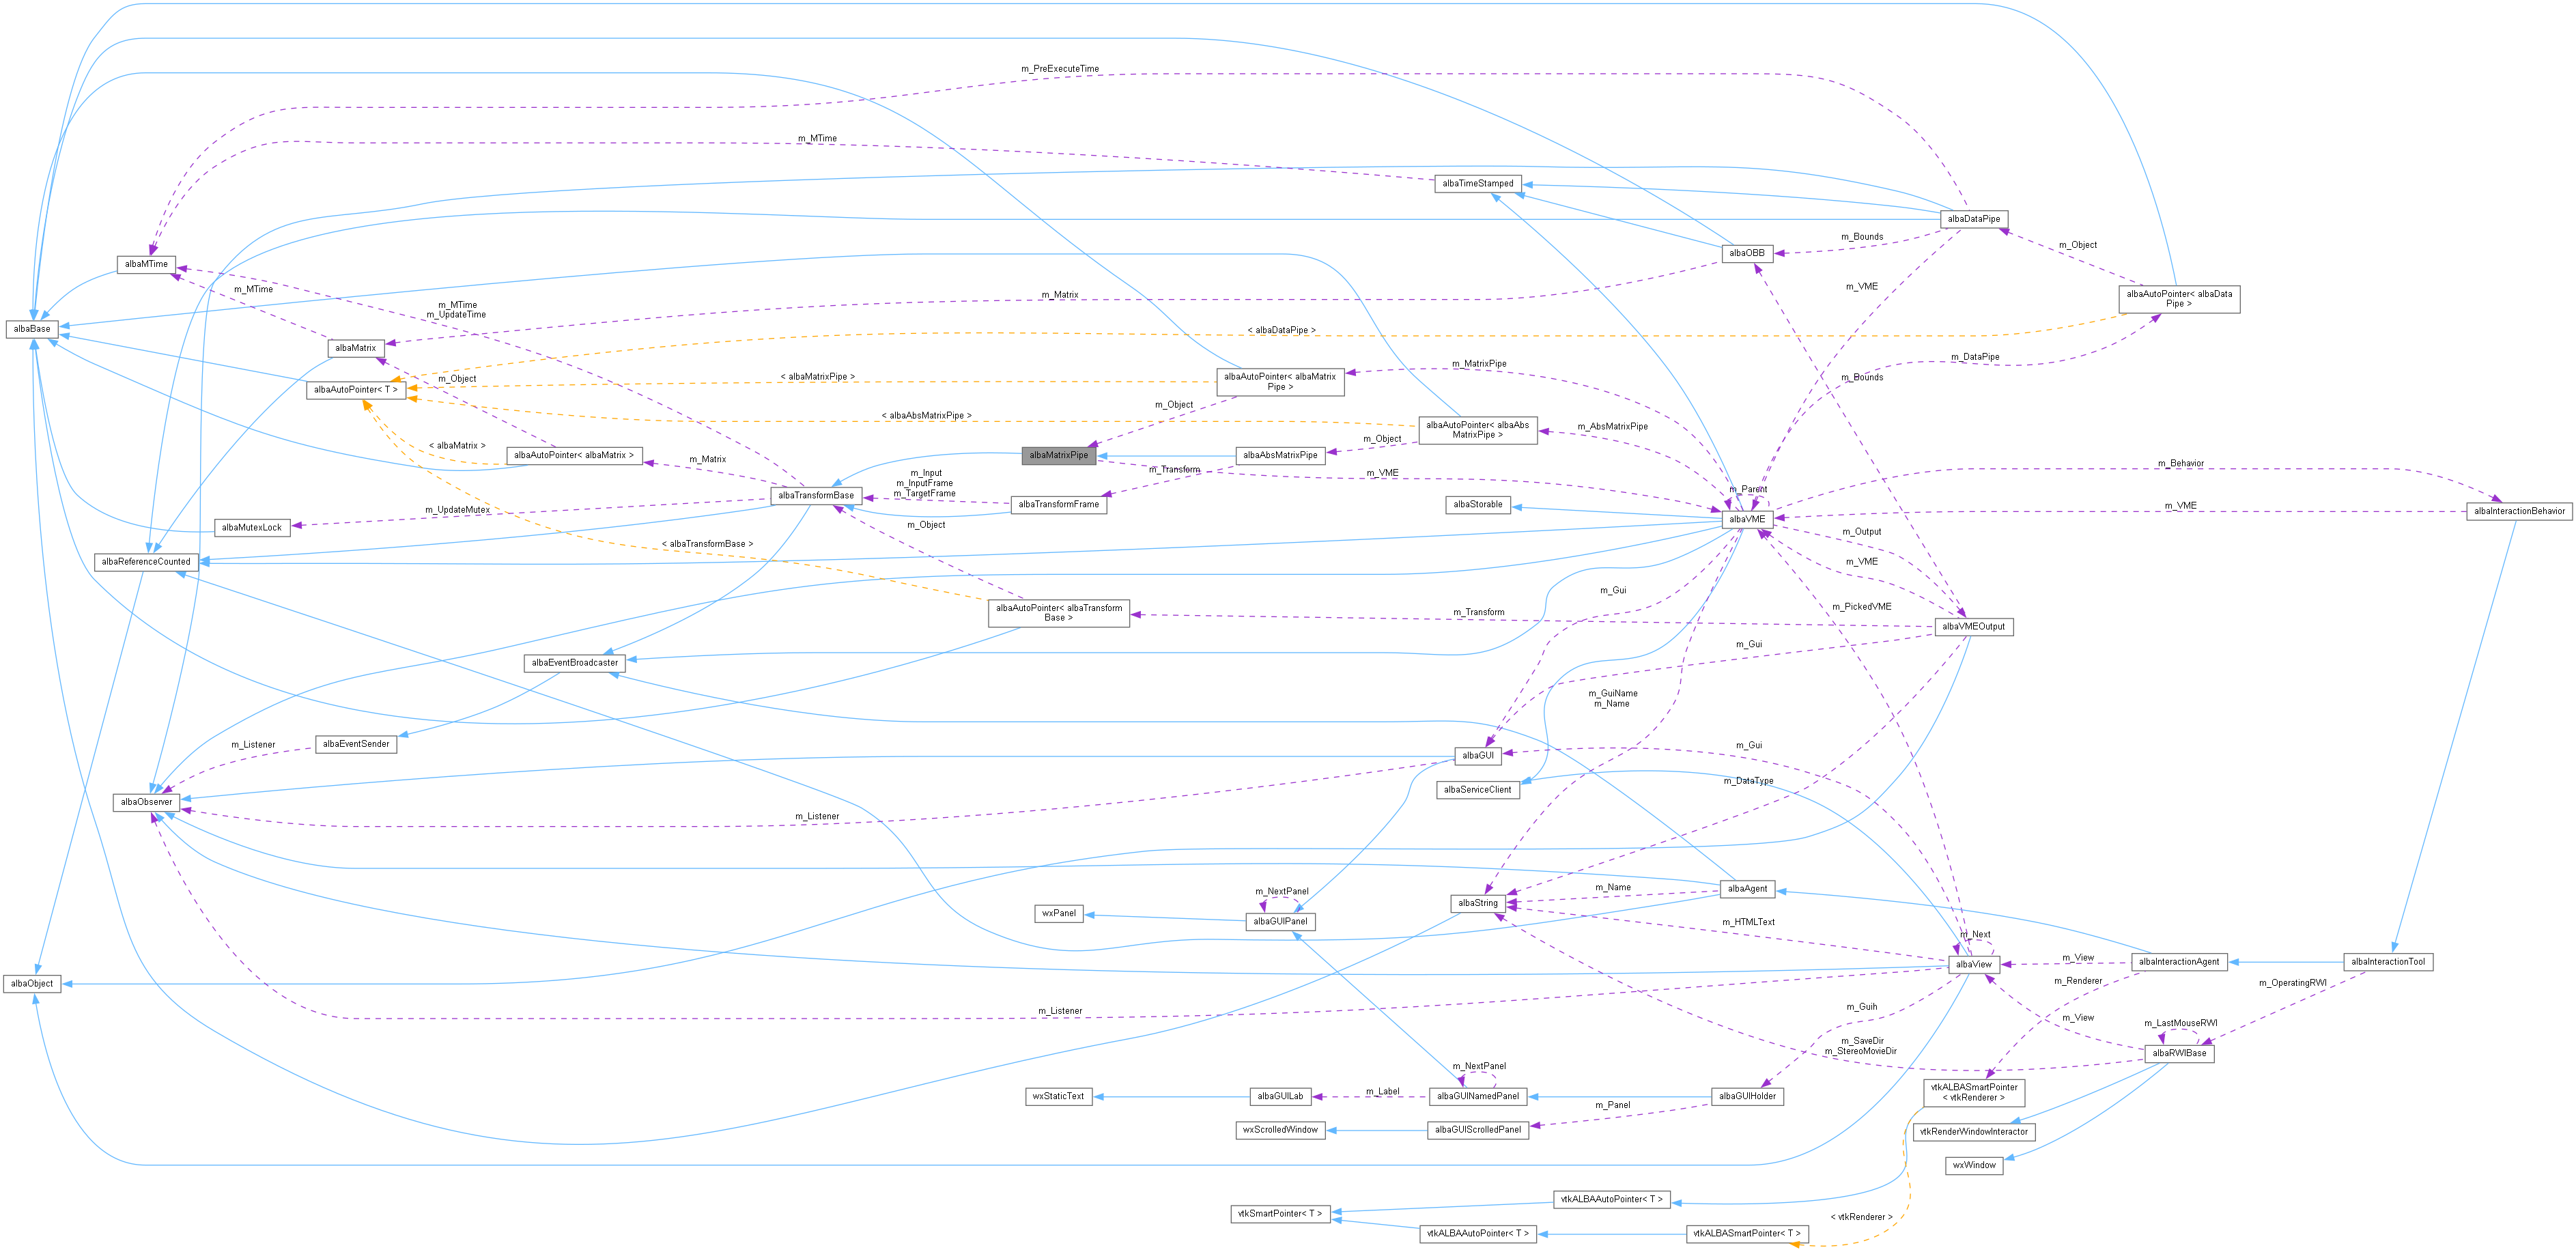 m_PreExecuteTime
m_MTime
albaTimeStamped
albaDataPipe
m_Bounds
m_Object
albaOBB
albaMTime
m_VME
m_MTime
m_Matrix
albaAutoPointer< albaData
Pipe >
m_MTime
m_UpdateTime
albaBase
< albaDataPipe >
albaMatrix
m_DataPipe
m_MatrixPipe
m_Object
< albaMatrixPipe >
albaAutoPointer< albaMatrix
Pipe >
m_Bounds
albaAutoPointer< T >
m_Object
< albaAbsMatrixPipe >
albaAutoPointer< albaAbs
MatrixPipe >
m_AbsMatrixPipe
< albaMatrix >
m_Object
albaAutoPointer< albaMatrix >
m_Matrix
albaMatrixPipe
albaAbsMatrixPipe
m_Behavior
m_Input
m_InputFrame
m_TargetFrame
m_Transform
m_VME
m_Parent
albaTransformBase
albaTransformFrame
albaStorable
m_VME
m_UpdateMutex
albaVME
albaInteractionBehavior
albaMutexLock
m_Object
m_Output
< albaTransformBase >
albaReferenceCounted
m_VME
m_Gui
albaAutoPointer< albaTransform
Base >
m_Transform
m_PickedVME
albaVMEOutput
m_Gui
albaEventBroadcaster
m_GuiName
m_Name
m_Listener
albaEventSender
m_Gui
albaGUI
m_DataType
albaServiceClient
albaObserver
m_Listener
m_NextPanel
m_Name
albaAgent
albaString
wxPanel
albaGUIPanel
m_HTMLText
m_Next
m_View
albaView
albaInteractionAgent
albaInteractionTool
albaObject
m_Renderer
m_OperatingRWI
m_Listener
m_Guih
m_View
m_LastMouseRWI
m_SaveDir
m_StereoMovieDir
albaRWIBase
m_NextPanel
wxStaticText
albaGUILab
m_Label
albaGUINamedPanel
albaGUIHolder
vtkALBASmartPointer
< vtkRenderer >
m_Panel
wxScrolledWindow
albaGUIScrolledPanel
vtkRenderWindowInteractor
wxWindow
vtkALBAAutoPointer< T >
vtkSmartPointer< T >
< vtkRenderer >
vtkALBAAutoPointer< T >
vtkALBASmartPointer< T >